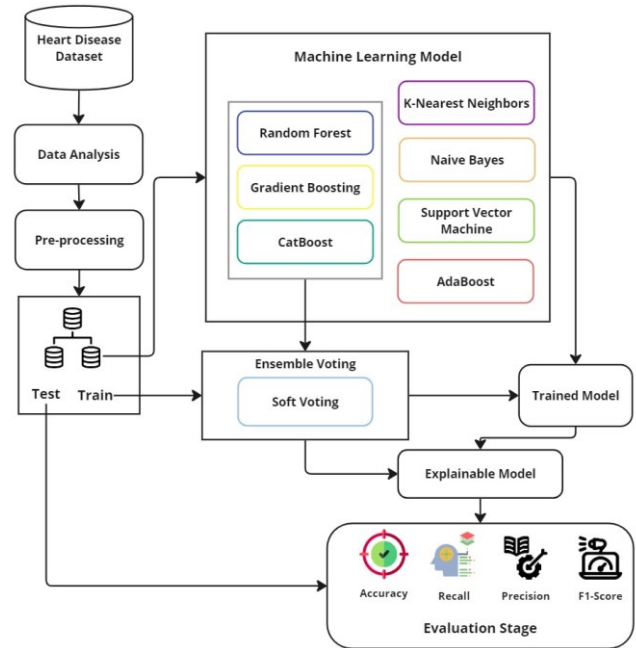 Heart Disease
Dataset
Data Analysis
Pre-processing
Test
Train
Machine Learning Model
Random Forest
Gradient Boosting
CatBoost
K-Nearest Neighbors
Naive Bayes
Support Vector
Machine
AdaBoost
Ensemble Voting
Soft Voting
Trained Model
Explainable Model
Accuracy
Recall
Precision
F1-Score
Evaluation Stage